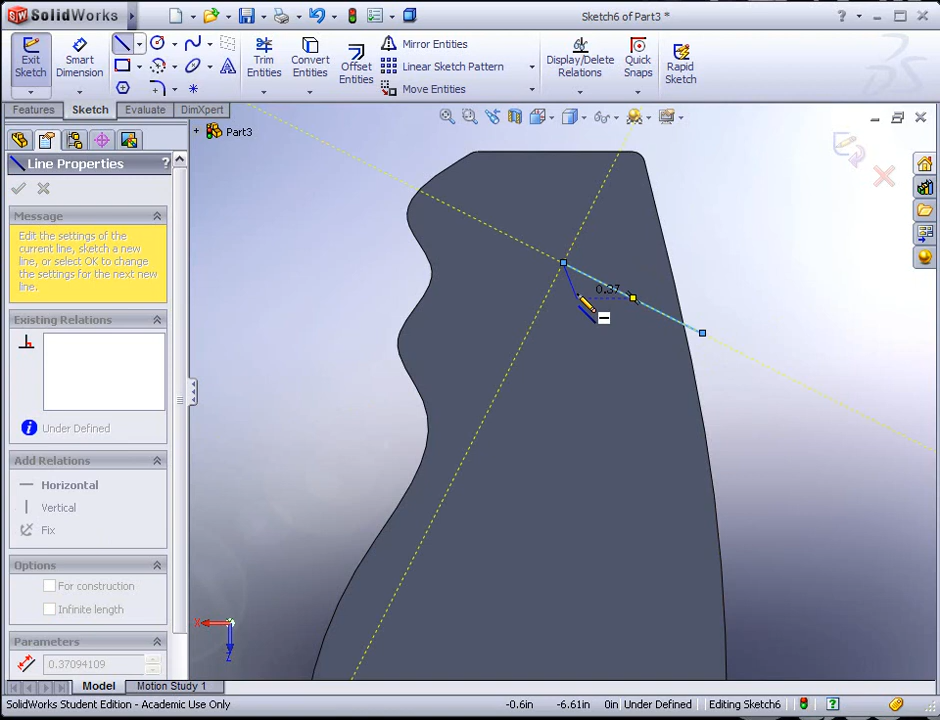 SolidWorks
Sketch6 of Part3 *
?
Exit Sketch
Smart Dimension
Trim Entities
Convert Entities
Offset Entities
Mirror Entities
Linear Sketch Pattern
Move Entities
Display/Delete Relations
Quick Snaps
Rapid Sketch
Features
Sketch
Evaluate
DimXpert
Part3
Line Properties
?
Message
Edit the settings of the
current line, sketch a new
line, or select OK to change
the settings for the next new
line.
Existing Relations
Under Defined
Add Relations
Horizontal
Vertical
Fix
Options
For construction
Infinite length
Parameters
0.37094109
0.37
X
Z
Model
Motion Study 1
SolidWorks Student Edition - Academic Use Only
-0.6in
-6.61in
0in
Under Defined
Editing Sketch6
?